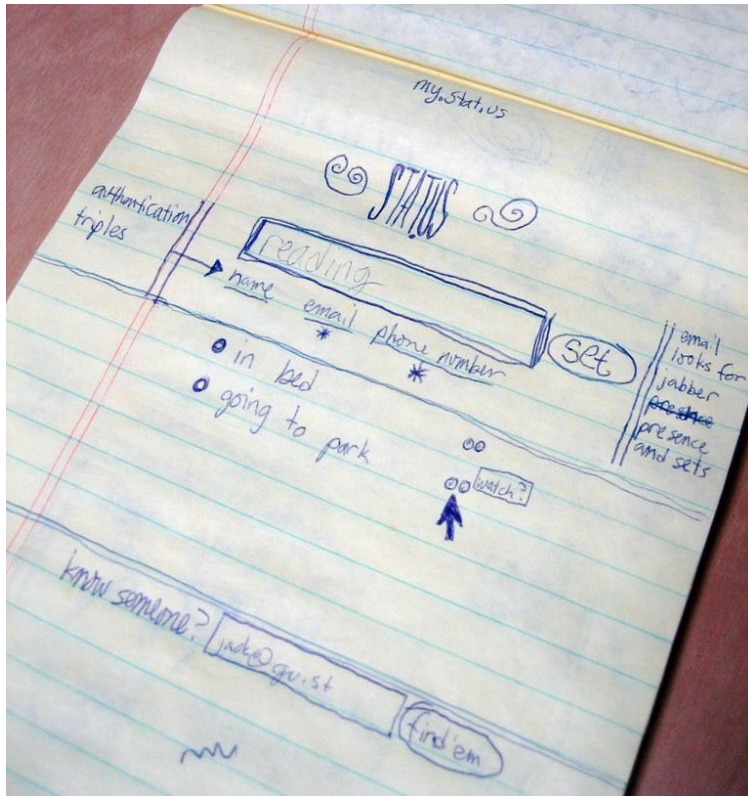 my.stat.us
STATUS
authentication
triples
reading
name email phone number
* *
set
email
looks for
jabber
presence
and sets
in bed
going to park
watch?
know someone?
jack@gu.st
find 'em